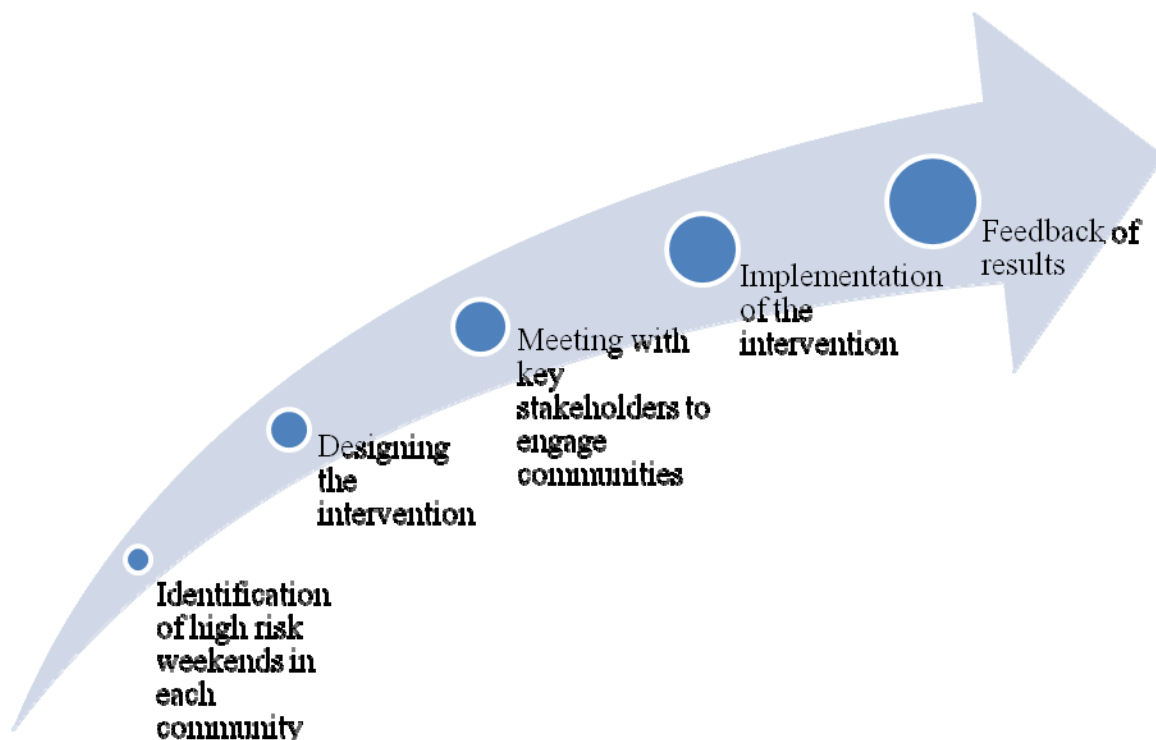 Identification
of high risk
weekends in
each
community
Designing
the
intervention
Meeting with
key
stakeholders to
engage
communities
Implementation
of the
intervention
Feedback of
results